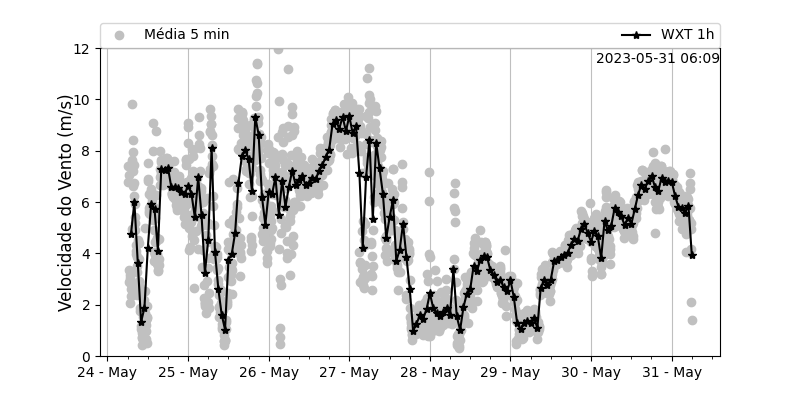 Média 5 min
WXT 1h
2023-05-31 06:09
Velocidade do Vento (m/s)
12
10
8
6
4
2
0
24 - May 25 - May 26 - May 27 - May 28 - May 29 - May 30 - May 31 - May